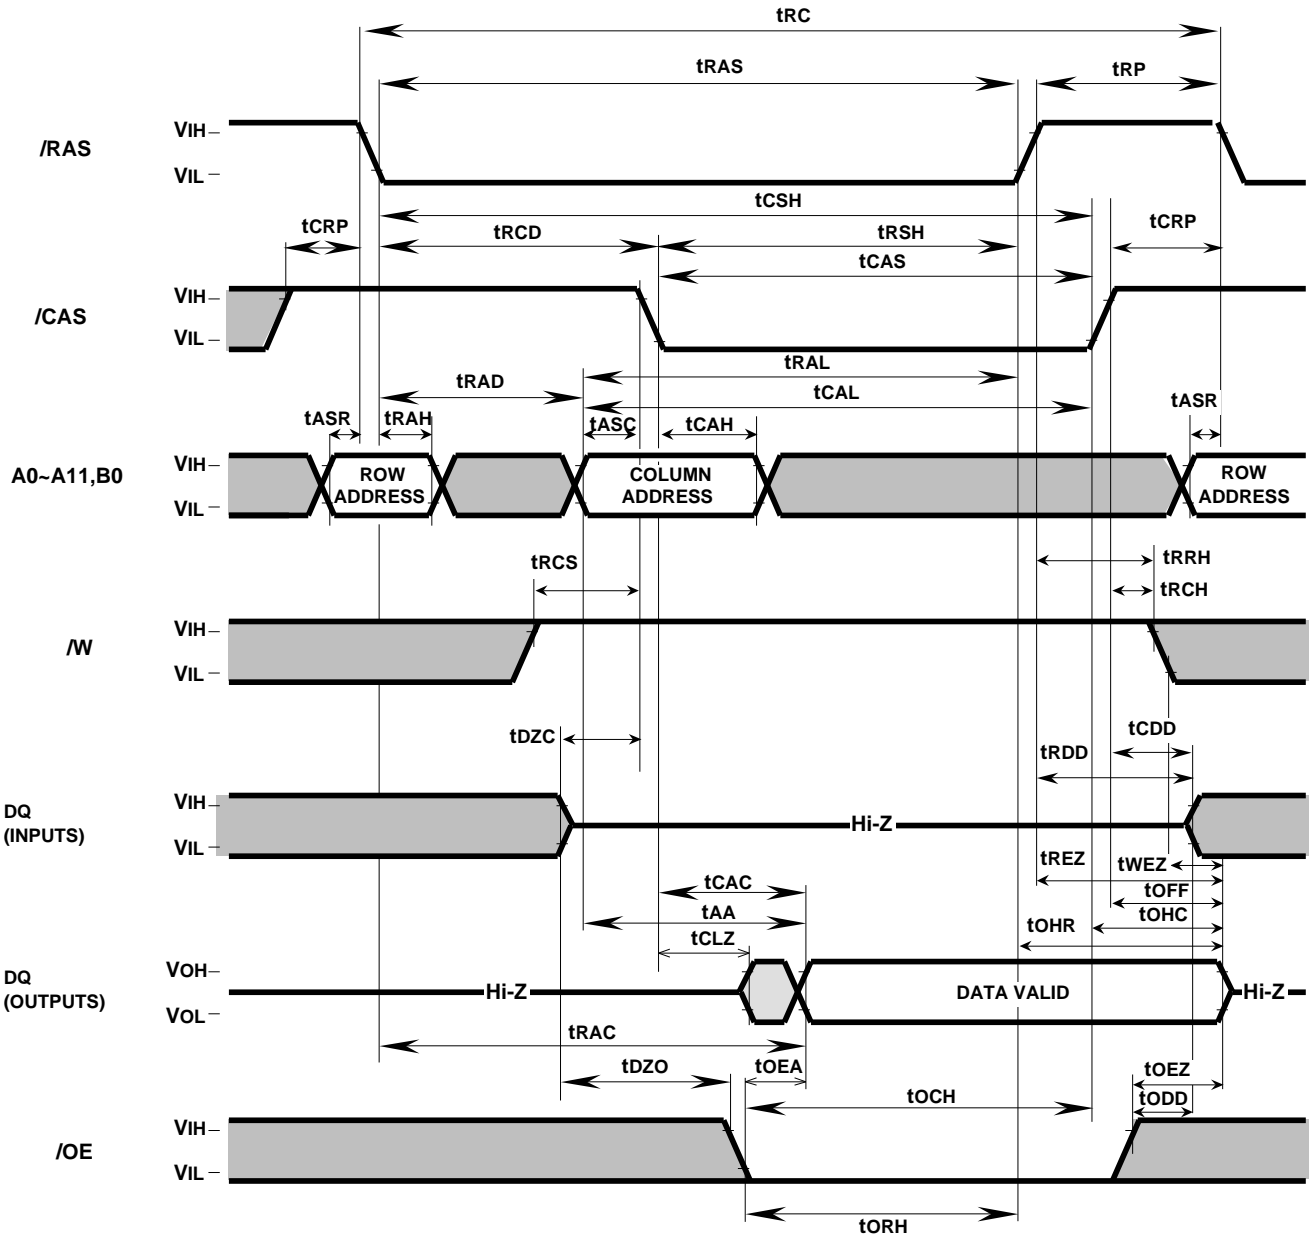 tRC
tRAS
tRP
/RAS
VIH
VIL
tCSH
tCRP
tRCD
tRSH
tCRP
tCAS
/CAS
VIH
VIL
tRAL
tRAD
tCAL
tASR
tRAH
tASC
tCAH
tASR
A0~A11,B0
VIH
VIL
ROW
ADDRESS
COLUMN
ADDRESS
ROW
ADDRESS
tRCS
tRRH
tRCH
/W
VIH
VIL
tDZC
tCDD
tRDD
DQ
(INPUTS)
VIH
VIL
Hi-Z
tREZ
tWEZ
tCAC
tOFF
tAA
tOHC
tCLZ
tOHR
DQ
(OUTPUTS)
VOH
VOL
Hi-Z
DATA VALID
Hi-Z
tRAC
tDZO
tOEA
tOEZ
tOCH
tODD
/OE
VIH
VIL
tORH